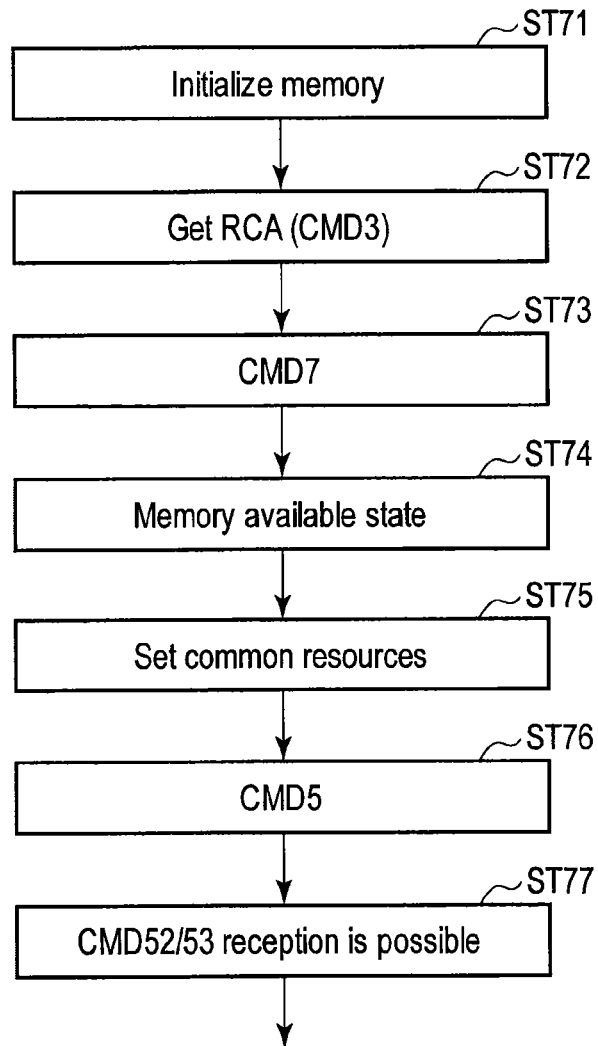 ST71
Initialize memory
ST72
Get RCA (CMD3)
ST73
CMD7
ST74
Memory available state
ST75
Set common resources
ST76
CMD5
ST77
CMD52/53 reception is possible